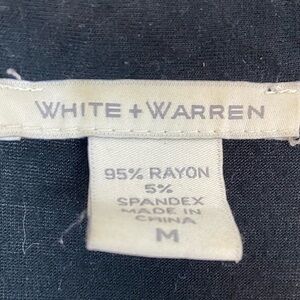 WHITE + WARREN
95% RAYON
5%
SPANDEX
MADE IN
CHINA
M